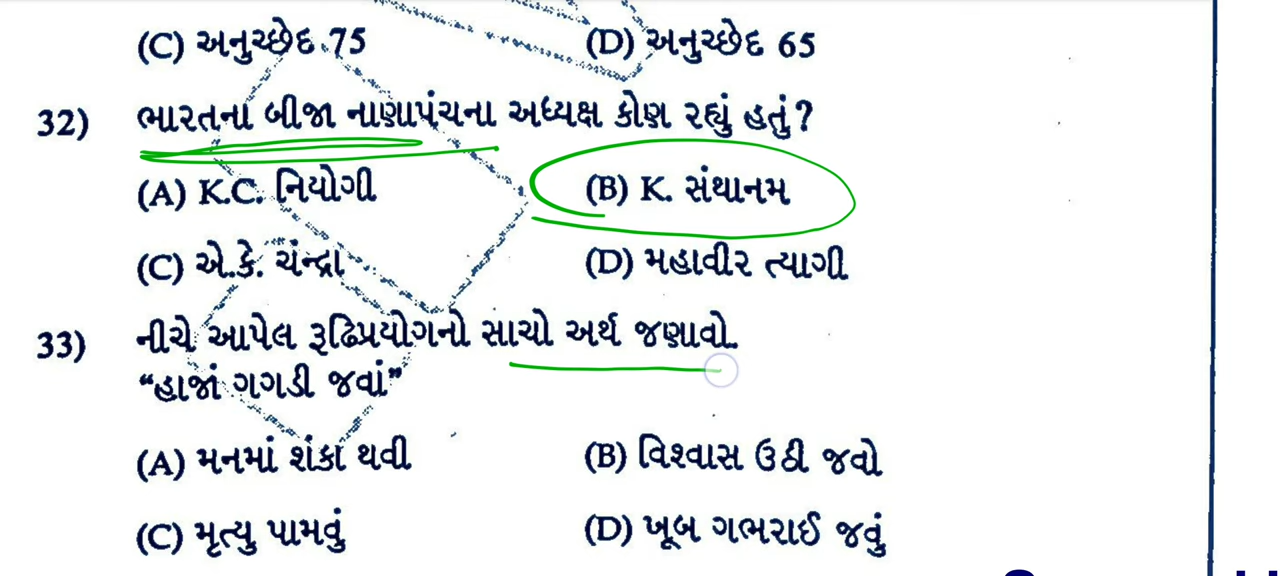 (C) અનુચ્છેદ 75 (D) અનુચ્છેદ 65
32) ભારતના બીજા નાણાપંચના અધ્યક્ષ કોણ રહ્યું હતું?
(A) K.C. નિયોગી (B) K. સંથાનમ
(C) એ.કે. ચંન્દ્રા (D) મહાવીર ત્યાગી
33) નીચે આપેલ રૂઢિપ્રયોગનો સાચો અર્થ જણાવો.
“હાજાં ગગડી જવાં”
(A) મનમાં શંકા થવી (B) વિશ્વાસ ઉઠી જવો
(C) મૃત્યુ પામવું (D) ખૂબ ગભરાઈ જવું